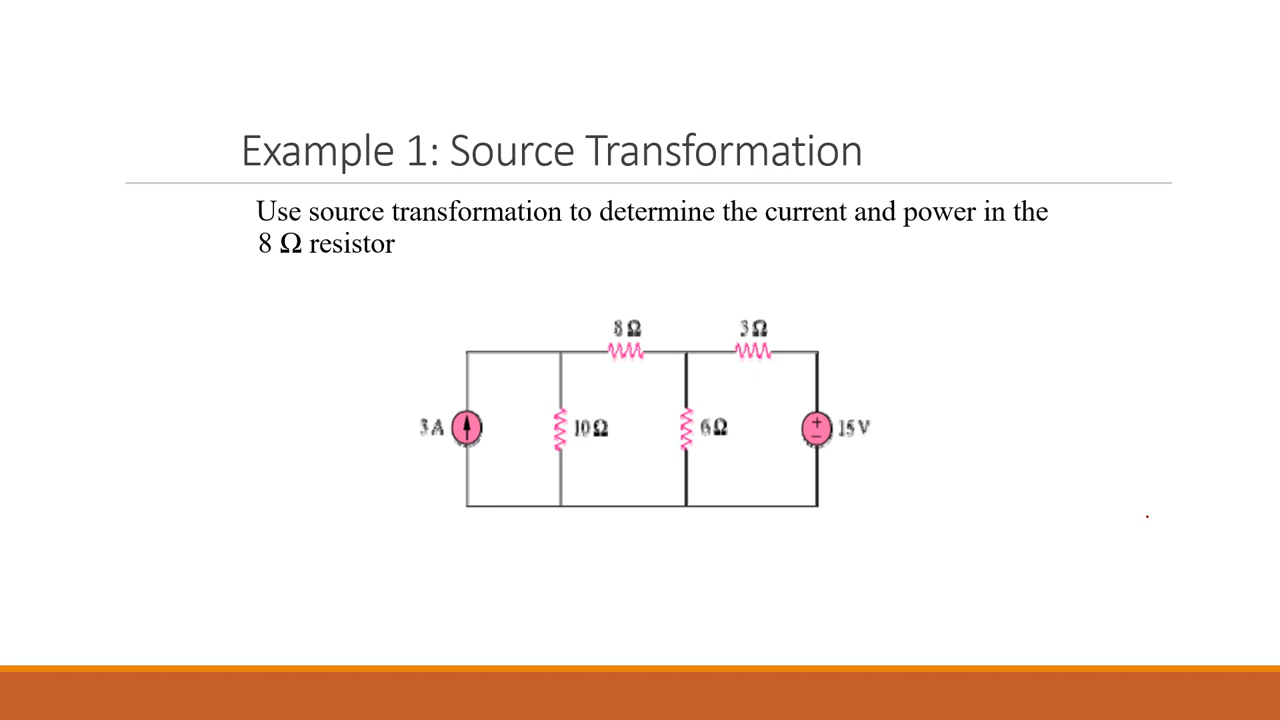 Example 1: Source Transformation
Use source transformation to determine the current and power in the
8 Ω resistor
8 Ω 3 Ω
3 A 10 Ω 6 Ω + − 15 V